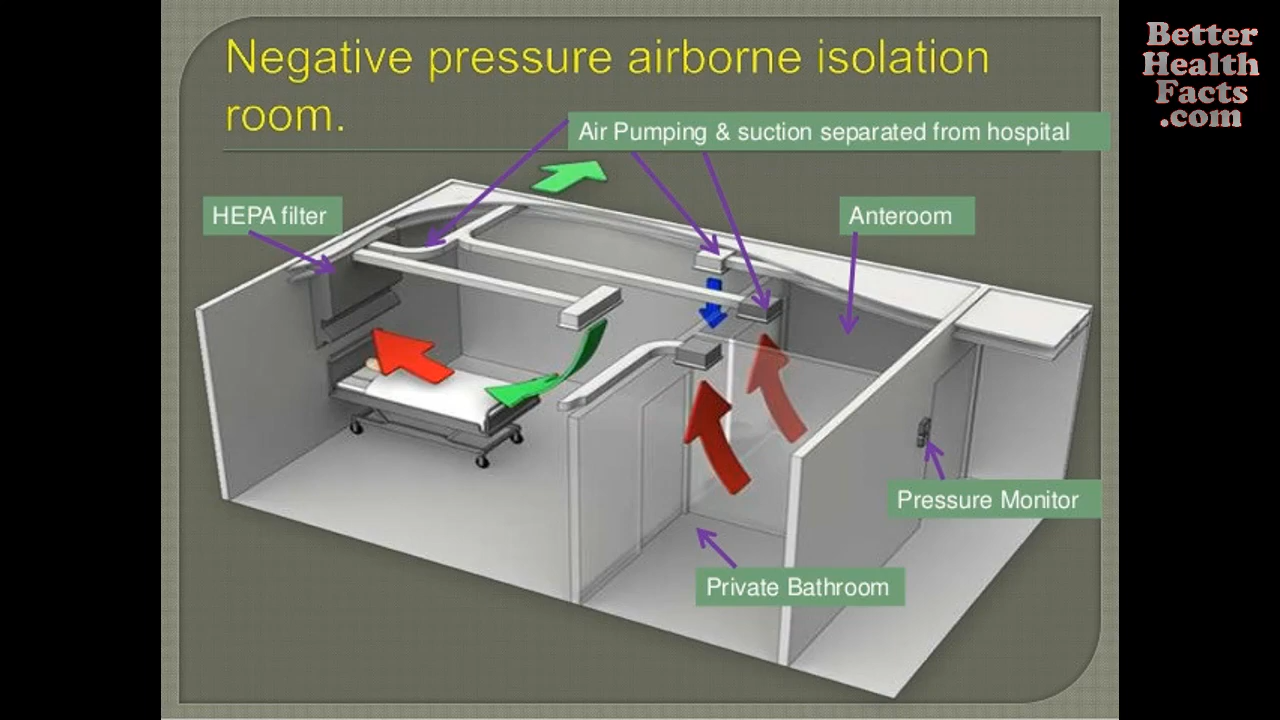 Negative pressure airborne isolation
room.
Better
Health
Facts
.com
Air Pumping & suction separated from hospital
HEPA filter
Anteroom
Pressure Monitor
Private Bathroom